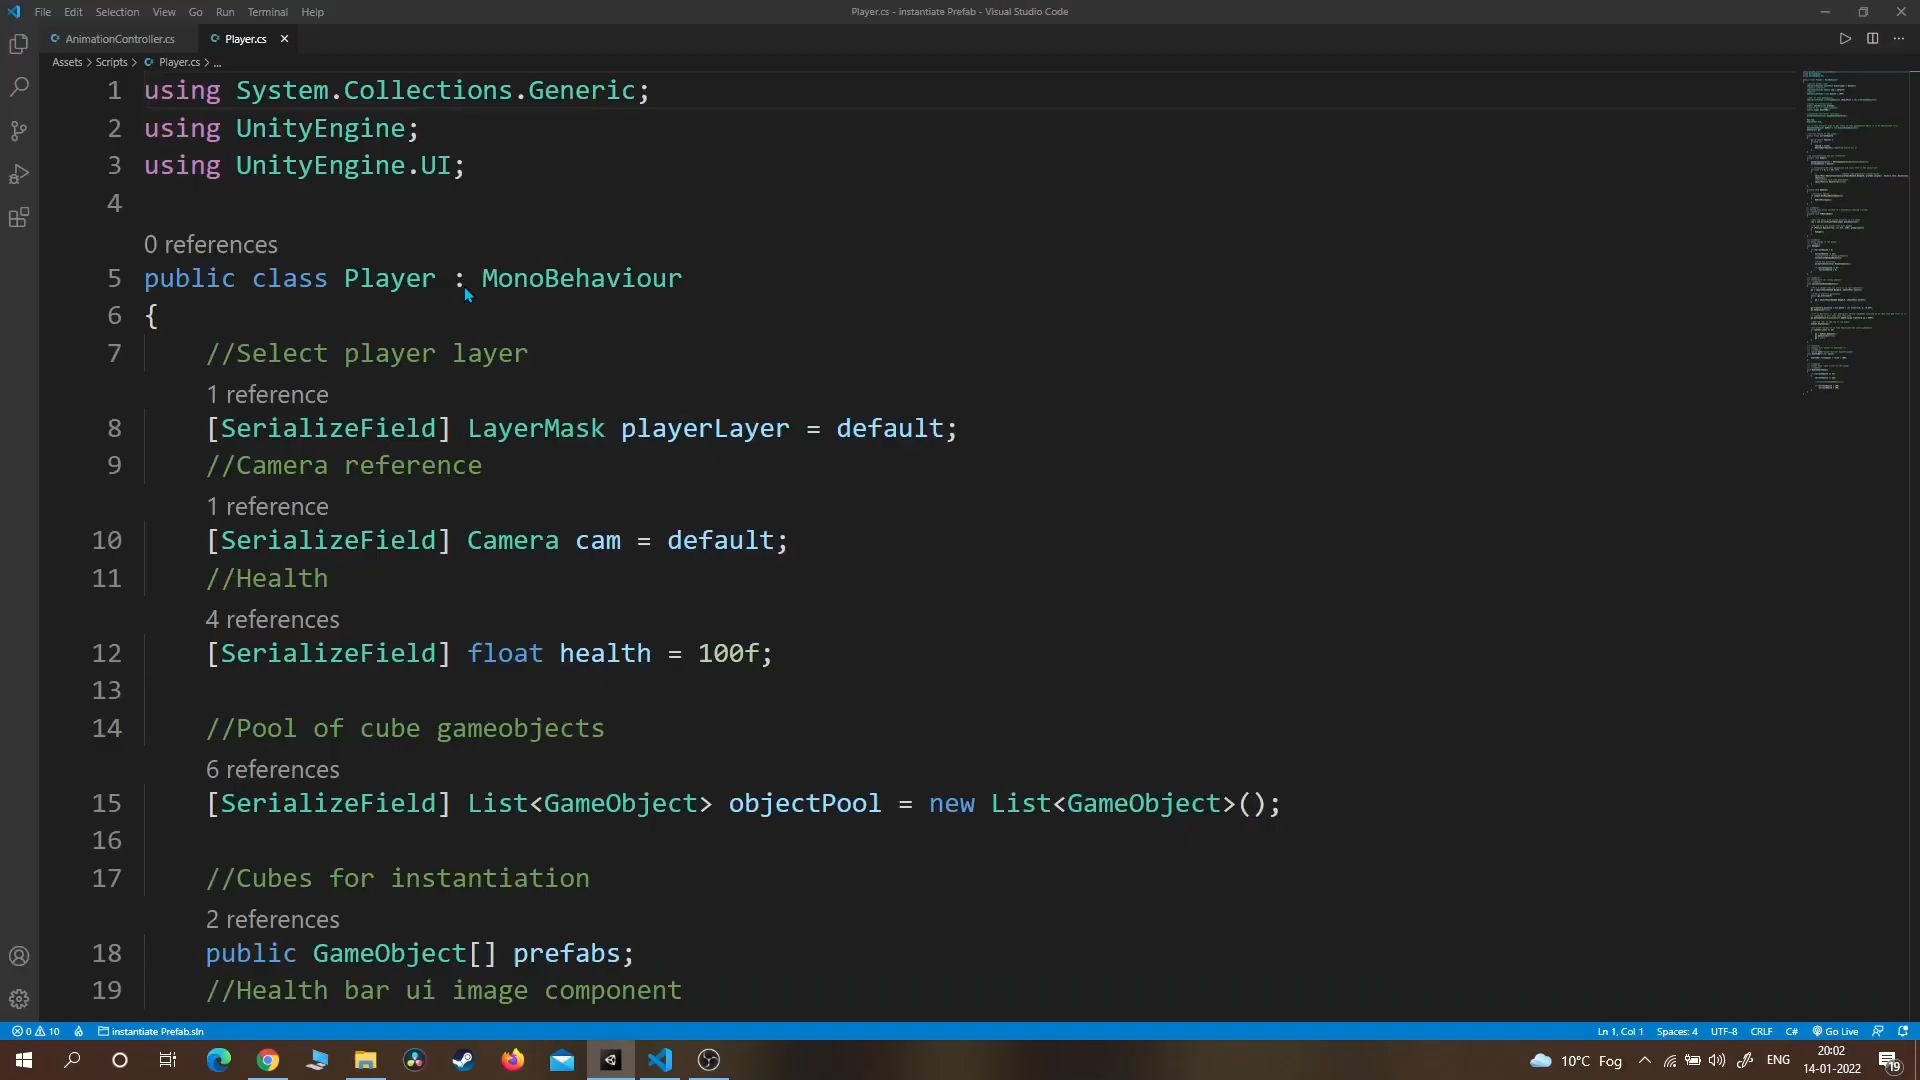 File Edit Selection View Go Run Terminal Help
Player.cs - instantiate Prefab - Visual Studio Code
AnimationController.cs Player.cs
Assets > Scripts > Player.cs > ...
1 using System.Collections.Generic;
2 using UnityEngine;
3 using UnityEngine.UI;
4
0 references
5 public class Player : MonoBehaviour
6 {
7 //Select player layer
1 reference
8 [SerializeField] LayerMask playerLayer = default;
9 //Camera reference
1 reference
10 [SerializeField] Camera cam = default;
11 //Health
4 references
12 [SerializeField] float health = 100f;
13
14 //Pool of cube gameobjects
6 references
15 [SerializeField] List<GameObject> objectPool = new List<GameObject>();
16
17 //Cubes for instantiation
2 references
18 public GameObject[] prefabs;
19 //Health bar ui image component
0 10 instantiate Prefab.sln
Ln 1, Col 1 Spaces: 4 UTF-8 CRLF C# Go Live
10°C Fog ENG
20:02
14-01-2022
19